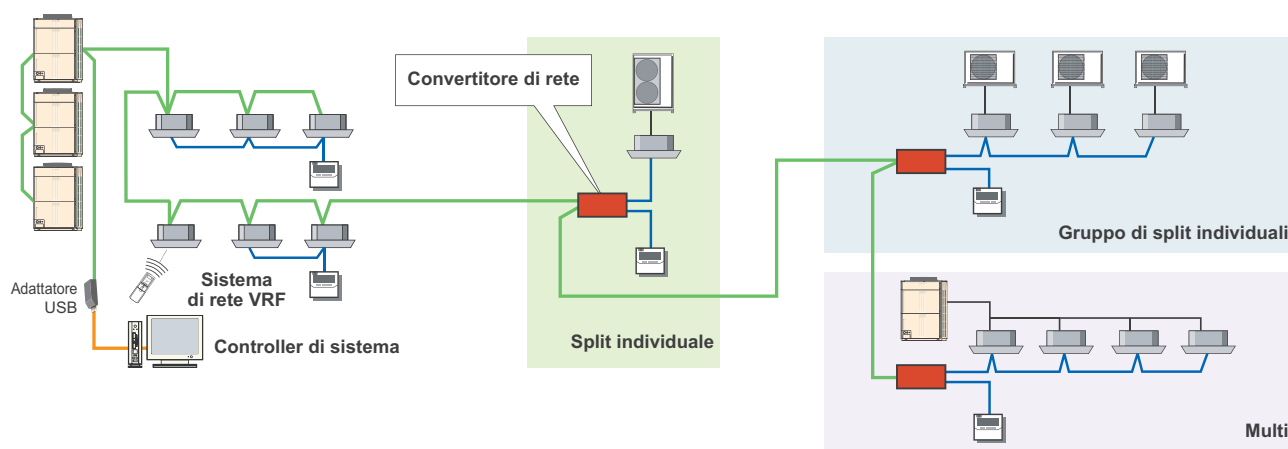 Convertitore di rete
Adattatore
USB
Sistema
di rete VRF
Controller di sistema
Split individuale
Gruppo di split individuali
Multi